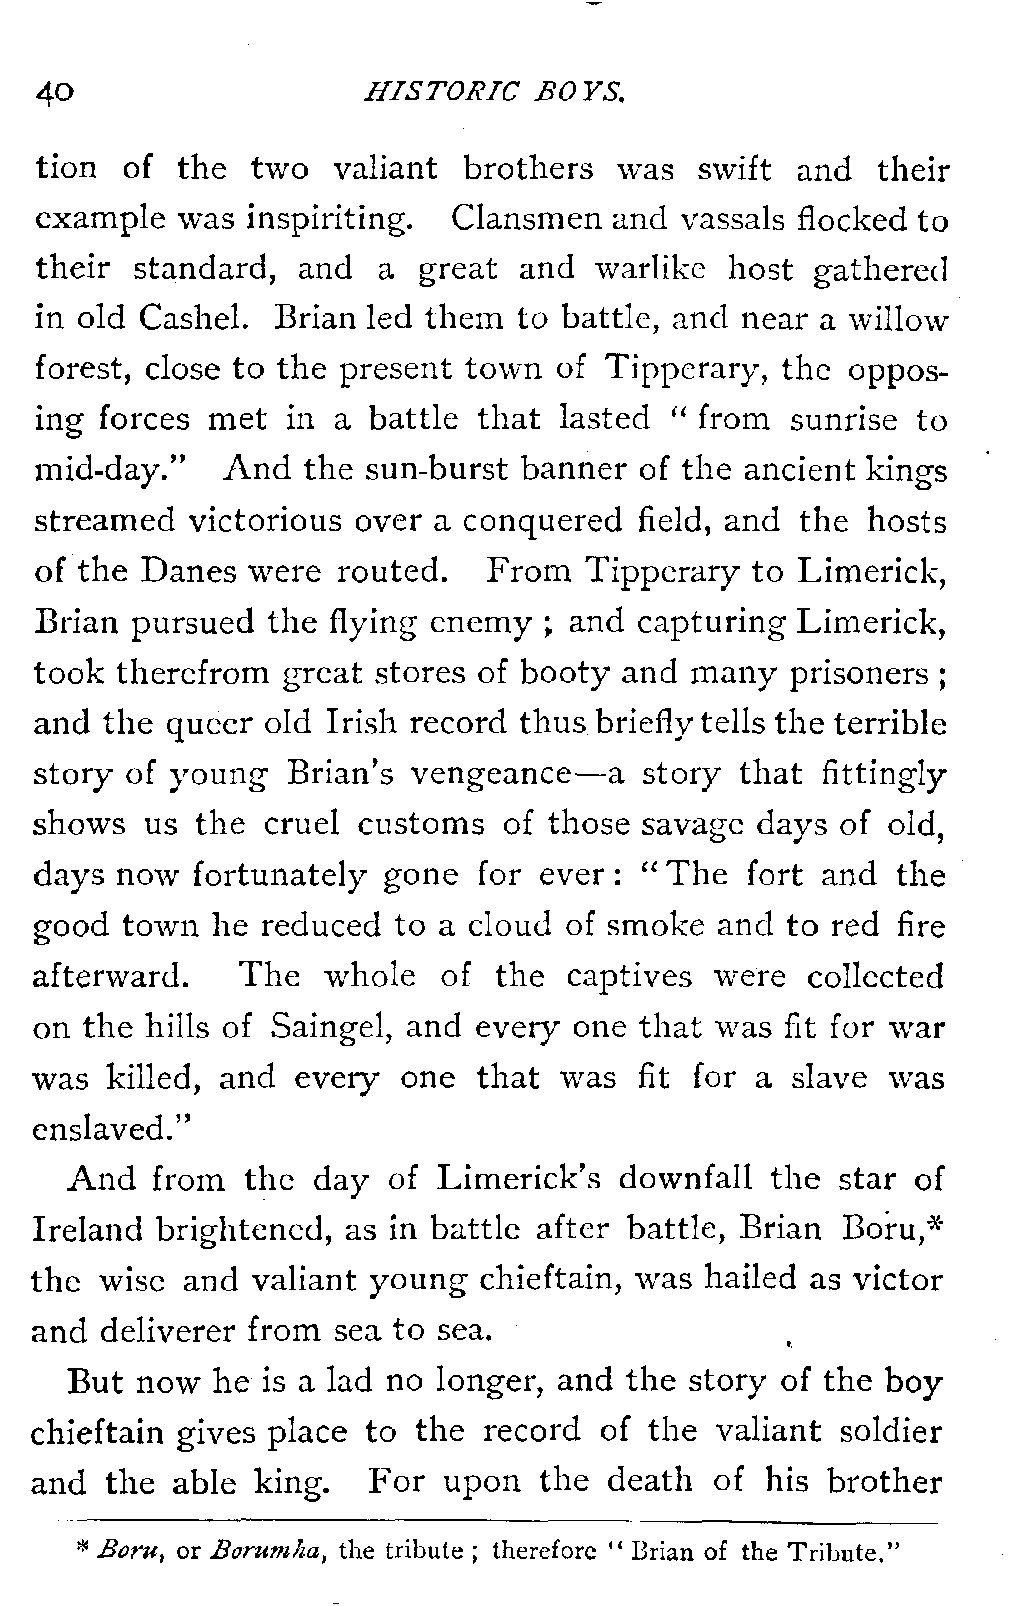 40 HISTORIC BOYS.
tion of the two valiant brothers was swift and their
example was inspiriting. Clansmen and vassals flocked to
their standard, and a great and warlike host gathered
in old Cashel. Brian led them to battle, and near a willow
forest, close to the present town of Tipperary, the oppos-
ing forces met in a battle that lasted “from sunrise to
mid-day.” And the sun-burst banner of the ancient kings
streamed victorious over a conquered field, and the hosts
of the Danes were routed. From Tipperary to Limerick,
Brian pursued the flying enemy; and capturing Limerick,
took therefrom great stores of booty and many prisoners;
and the queer old Irish record thus briefly tells the terrible
story of young Brian's vengeance—a story that fittingly
shows us the cruel customs of those savage days of old,
days now fortunately gone for ever: “The fort and the
good town he reduced to a cloud of smoke and to red fire
afterward. The whole of the captives were collected
on the hills of Saingel, and every one that was fit for war
was killed, and every one that was fit for a slave was
enslaved.”
And from the day of Limerick's downfall the star of
Ireland brightened, as in battle after battle, Brian Boru,*
the wise and valiant young chieftain, was hailed as victor
and deliverer from sea to sea.
But now he is a lad no longer, and the story of the boy
chieftain gives place to the record of the valiant soldier
and the able king. For upon the death of his brother
* Boru, or Borumha, the tribute; therefore “Brian of the Tribute.”